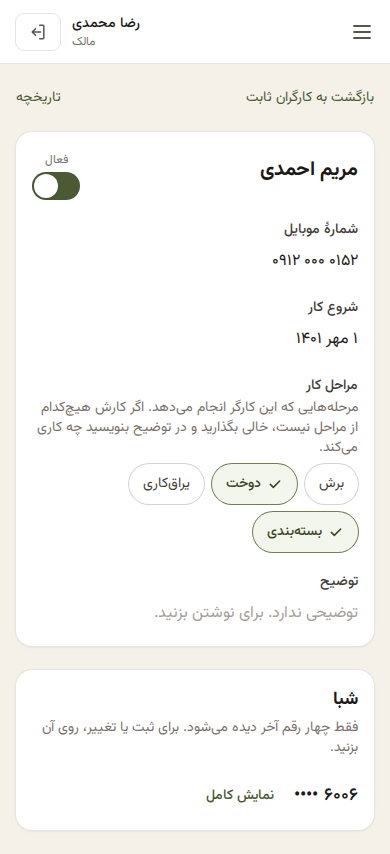 رضا محمدی
مالک
بازگشت به کارگران ثابت
تاریخچه
مریم احمدی
فعال
شمارهٔ موبایل
۰۹۱۲ ۰۰۰ ۰۱۵۲
شروع کار
۱ مهر ۱۴۰۱
مراحل کار
مرحله‌هایی که این کارگر انجام می‌دهد. اگر کارش هیچ‌کدام
از مراحل نیست، خالی بگذارید و در توضیح بنویسید چه کاری
می‌کند.
برش
دوخت
یراق‌کاری
بسته‌بندی
توضیح
توضیحی ندارد. برای نوشتن بزنید.
شبا
فقط چهار رقم آخر دیده می‌شود. برای ثبت یا تغییر، روی آن
بزنید.
•••• ۶۰۰۶
نمایش کامل